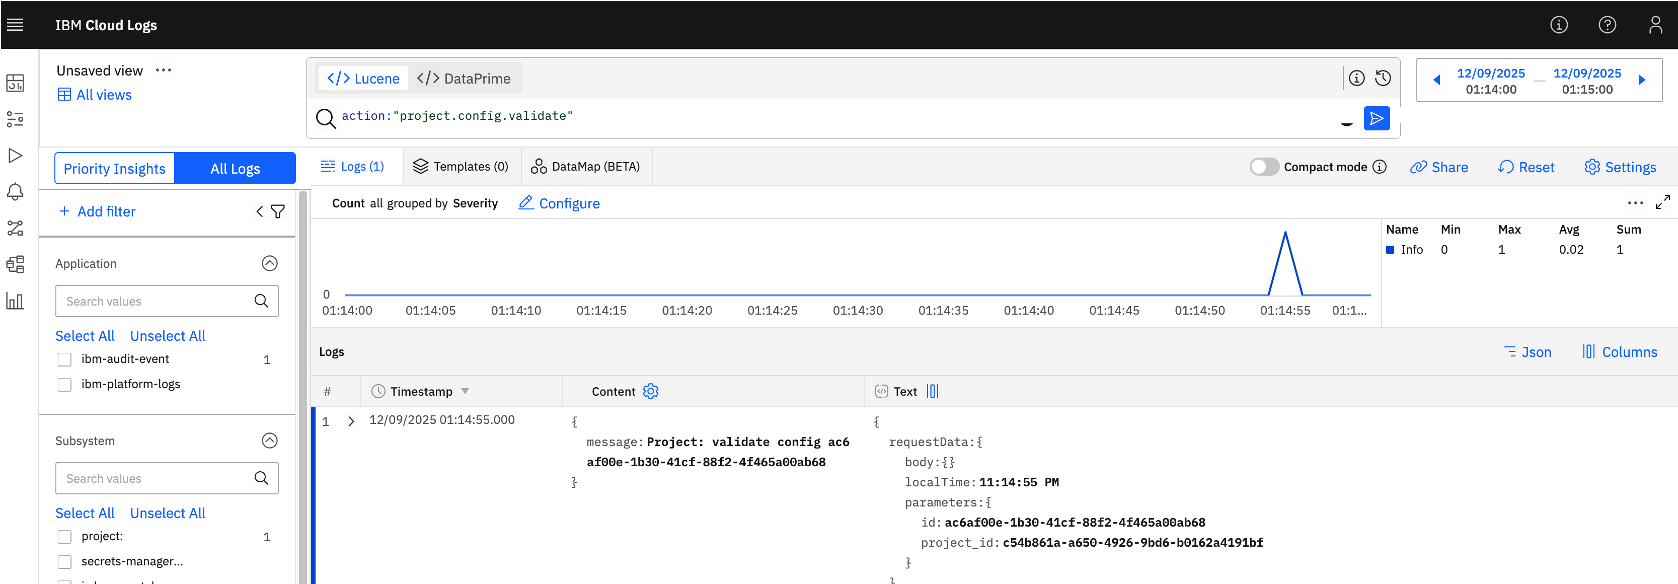 IBM Cloud Logs
Unsaved view
All views
</> Lucene </> DataPrime
action:"project.config.validate"
12/09/2025 — 12/09/2025
01:14:00 01:15:00
Priority Insights All Logs
Logs (1) Templates (0) DataMap (BETA)
Compact mode Share Reset Settings
+ Add filter
Count all grouped by Severity Configure
Name Min Max Avg Sum
Info 0 1 0.02 1
0
01:14:00 01:14:05 01:14:10 01:14:15 01:14:20 01:14:25 01:14:30 01:14:35 01:14:40 01:14:45 01:14:50 01:14:55 01:1...
Application
Search values
Select All Unselect All
ibm-audit-event 1
ibm-platform-logs
Subsystem
Search values
Select All Unselect All
project: 1
secrets-manager...
Logs
Json Columns
# Timestamp Content Text
1 12/09/2025 01:14:55.000
{
message: Project: validate config ac6
af00e-1b30-41cf-88f2-4f465a00ab68
}
{
requestData:{
body:{}
localTime: 11:14:55 PM
parameters:{
id: ac6af00e-1b30-41cf-88f2-4f465a00ab68
project_id: c54b861a-a650-4926-9bd6-b0162a4191bf
}
}